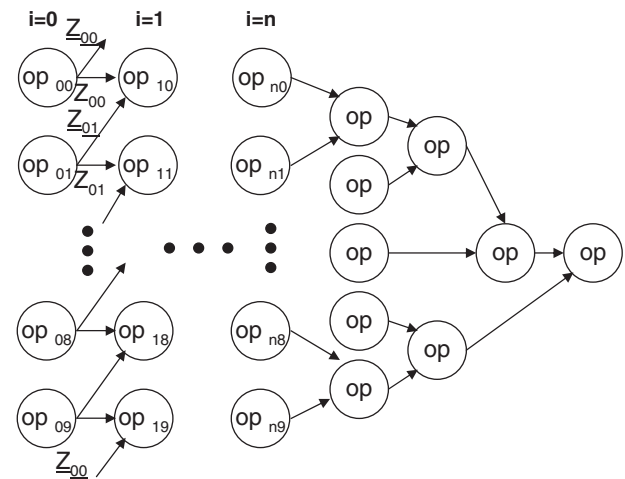 i=0 i=1 i=n
Z00
op 00 op 10 op n0
Z00
op
Z01
op
op 01 op 11 op n1
Z01
op
op op op
op
op 08 op 18 op n8
op
op
op 09 op 19 op n9
Z00